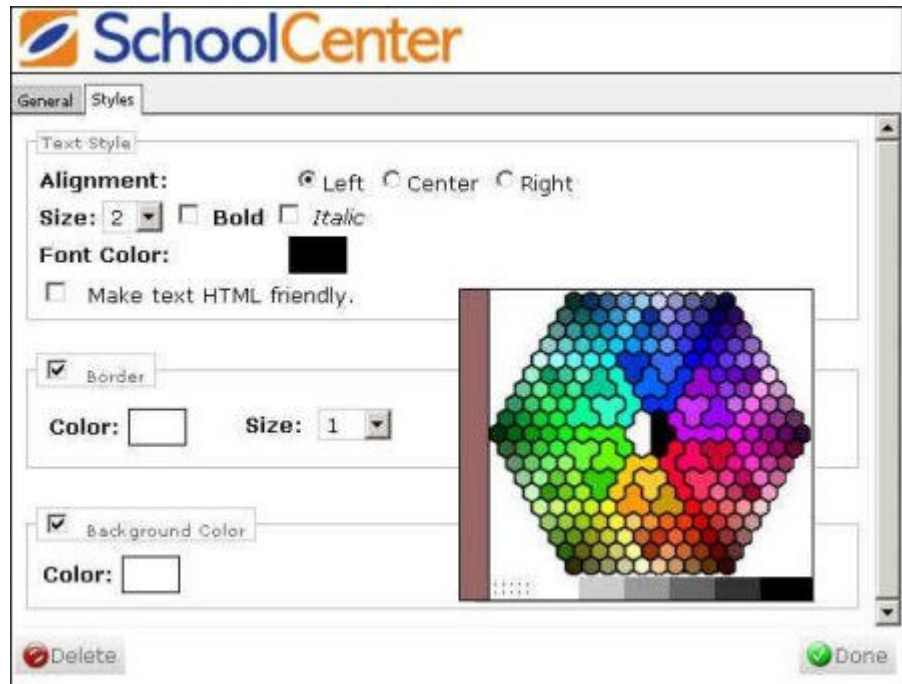 SchoolCenter
General Styles
Text Style
Alignment: Left Center Right
Size: 2 Bold Italic
Font Color:
Make text HTML friendly.
Border
Color: Size: 1
Background Color
Color:
Delete Done